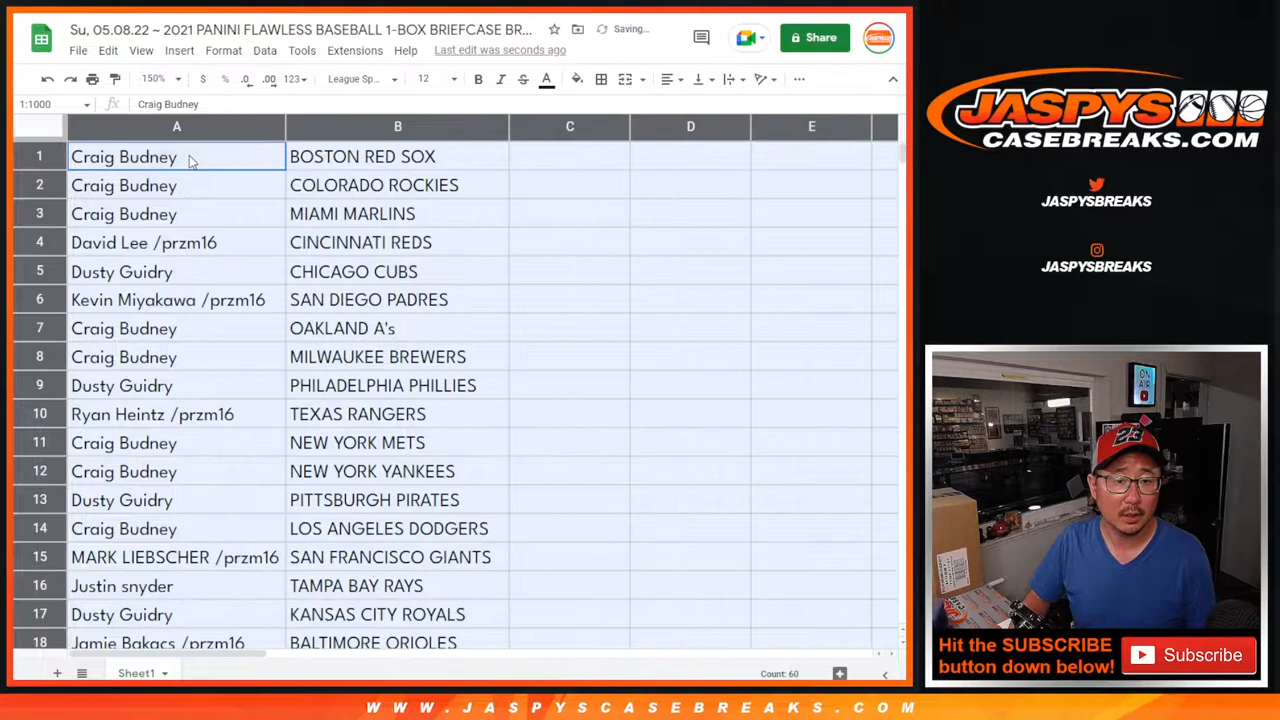 Su, 05.08.22 ~ 2021 PANINI FLAWLESS BASEBALL 1-BOX BRIEFCASE BR...
Saving...
File Edit View Insert Format Data Tools Extensions Help Last edit was seconds ago
Share
150% $ % .0 .00 123 League Sp... 12 B I S A
1:1000 fx Craig Budney
A B C D E
1 Craig Budney BOSTON RED SOX
2 Craig Budney COLORADO ROCKIES
3 Craig Budney MIAMI MARLINS
4 David Lee /przm16 CINCINNATI REDS
5 Dusty Guidry CHICAGO CUBS
6 Kevin Miyakawa /przm16 SAN DIEGO PADRES
7 Craig Budney OAKLAND A's
8 Craig Budney MILWAUKEE BREWERS
9 Dusty Guidry PHILADELPHIA PHILLIES
10 Ryan Heintz /przm16 TEXAS RANGERS
11 Craig Budney NEW YORK METS
12 Craig Budney NEW YORK YANKEES
13 Dusty Guidry PITTSBURGH PIRATES
14 Craig Budney LOS ANGELES DODGERS
15 MARK LIEBSCHER /przm16 SAN FRANCISCO GIANTS
16 Justin snyder TAMPA BAY RAYS
17 Dusty Guidry KANSAS CITY ROYALS
18 Jamie Bakacs /przm16 BALTIMORE ORIOLES
Sheet1
Count: 60
JASPYS
CASEBREAKS.COM
JASPYSBREAKS
JASPYSBREAKS
ON
AIR
23
Hit the SUBSCRIBE
button down below!
Subscribe
WWW.JASPYSCASEBREAKS.COM